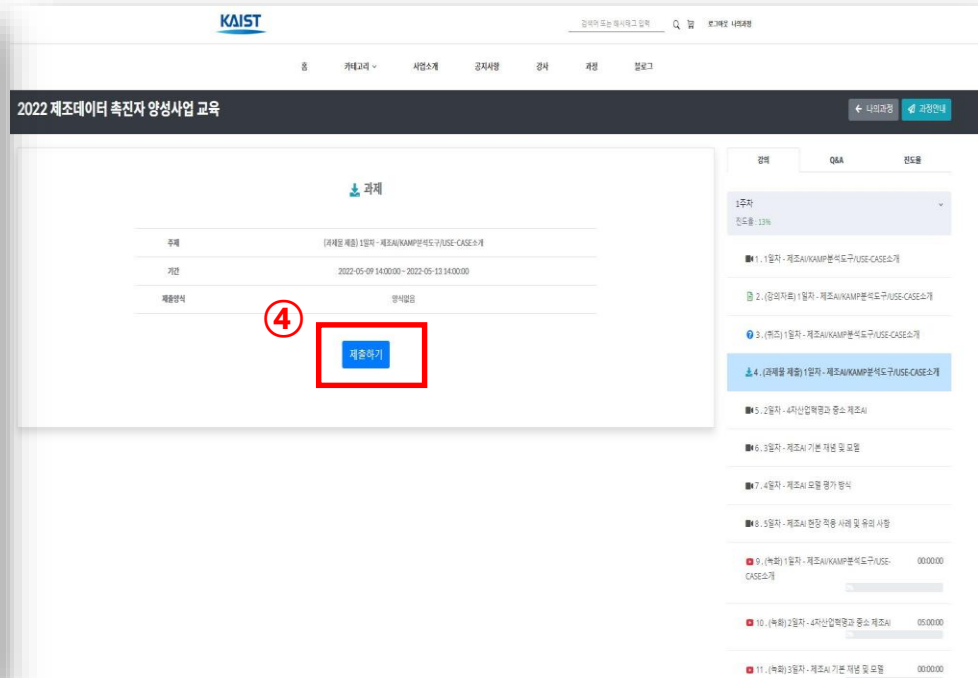 KAIST
검색어 또는 해시태그 입력
로그아웃 나의과정
홈 카테고리 사업소개 공지사항 강사 과정 블로그
2022 제조데이터 촉진자 양성사업 교육
← 나의과정 과정안내
과제
주제 [과제물 제출] 1일차 - 제조AI/KAMP분석도구/USE-CASE소개
기간 2022-05-09 14:00:00 ~ 2022-05-13 14:00:00
제출양식 양식없음
④
제출하기
강의 Q&A 진도율
1주차
진도율 : 13%
1 . 1일차 - 제조AI/KAMP분석도구/USE-CASE소개
2 . (강의자료) 1일차 - 제조AI/KAMP분석도구/USE-CASE소개
3 . (퀴즈) 1일차 - 제조AI/KAMP분석도구/USE-CASE소개
4 . (과제물 제출) 1일차 - 제조AI/KAMP분석도구/USE-CASE소개
5 . 2일차 - 4차산업혁명과 중소 제조AI
6 . 3일차 - 제조AI 기본 개념 및 모델
7 . 4일차 - 제조AI 모델 평가 방식
8 . 5일차 - 제조AI 현장 적용 사례 및 유의 사항
9 . (녹화) 1일차 - 제조AI/KAMP분석도구/USE- 00:00:00
CASE소개
10 . (녹화) 2일차 - 4차산업혁명과 중소 제조AI 05:00:00
11 . (녹화) 3일차 - 제조AI 기본 개념 및 모델 00:00:00